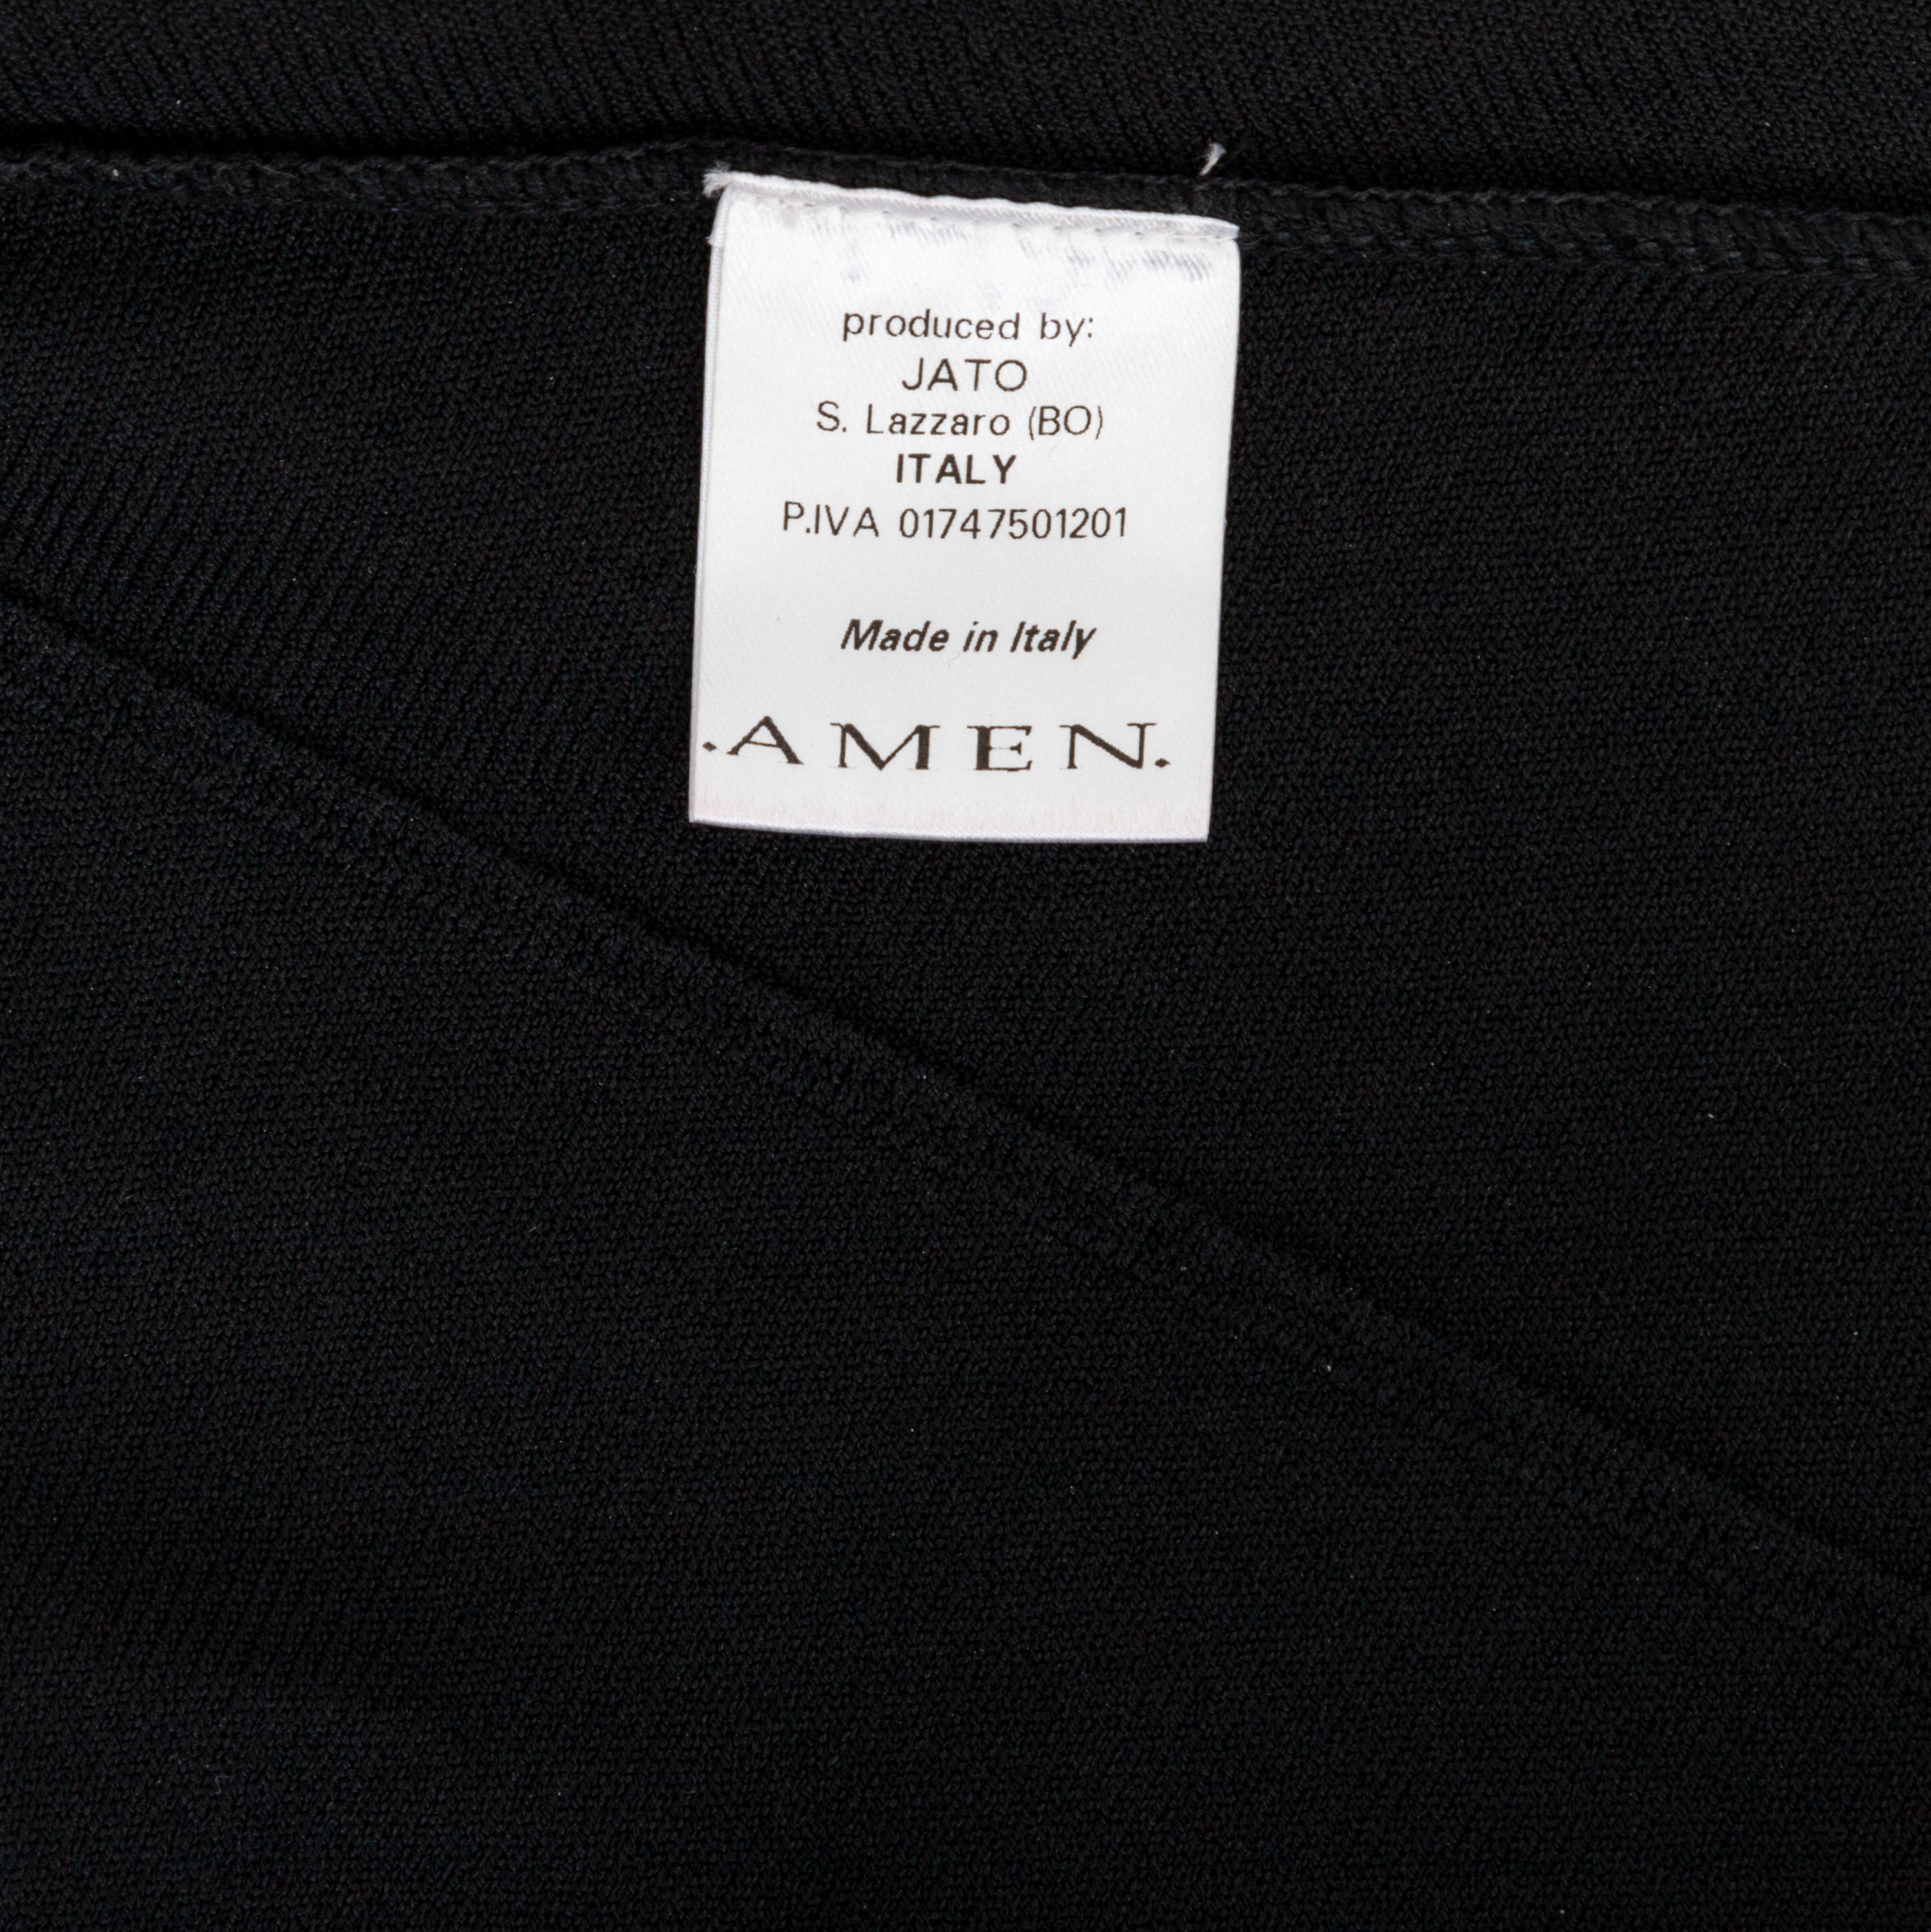 produced by:
JATO
S. Lazzaro (BO)
ITALY
P.IVA 01747501201
Made in Italy
.AMEN.